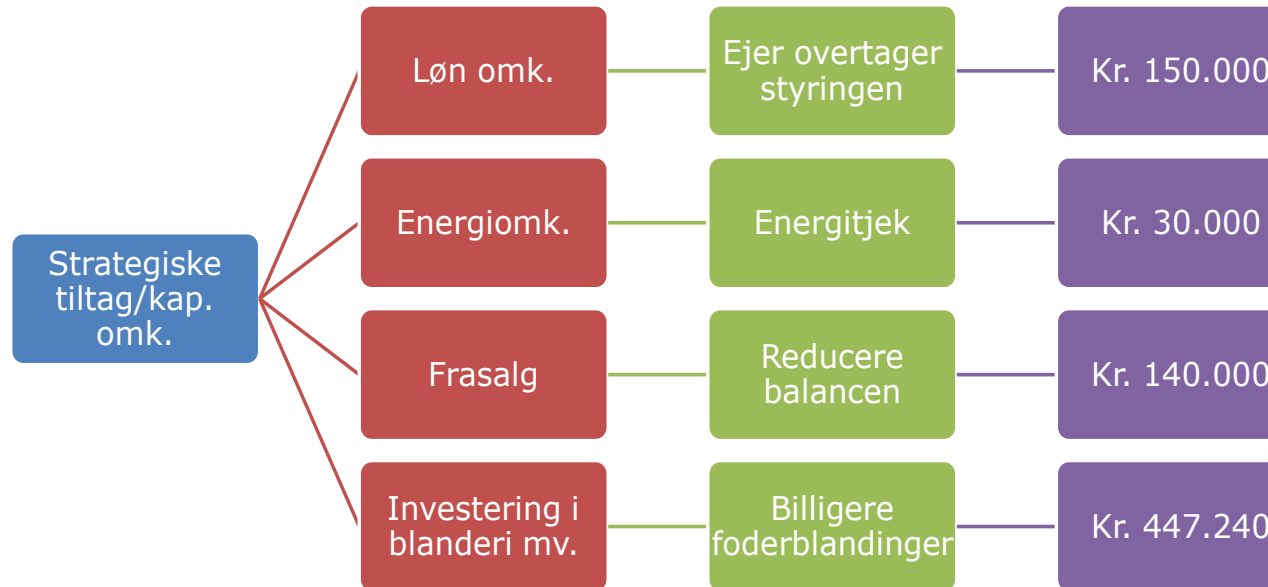 Strategiske
tiltag/kap.
omk.
Løn omk.
Ejer overtager
styringen
Kr. 150.000
Energiomk.
Energitjek
Kr. 30.000
Frasalg
Reducere
balancen
Kr. 140.000
Investering i
blanderi mv.
Billigere
foderblandinger
Kr. 447.240